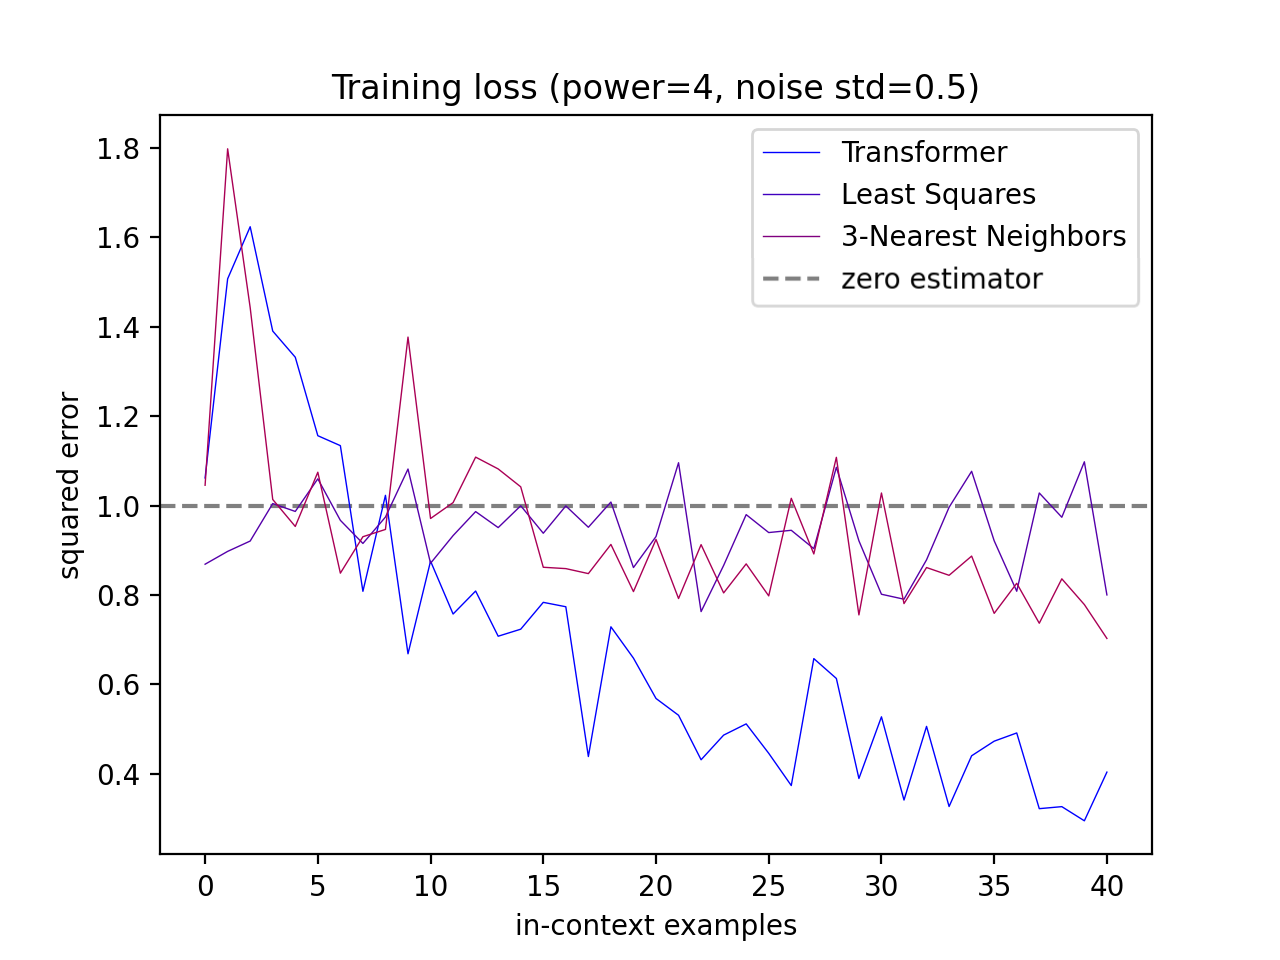 Training loss (power=4, noise std=0.5)
Transformer
Least Squares
3-Nearest Neighbors
zero estimator
squared error
1.8
1.6
1.4
1.2
1.0
0.8
0.6
0.4
0 5 10 15 20 25 30 35 40
in-context examples